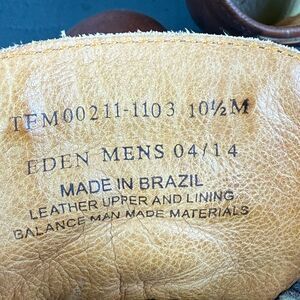 TFM00211-1103 10½M
EDEN MENS 04/14
MADE IN BRAZIL
LEATHER UPPER AND LINING
BALANCE MAN MADE MATERIALS